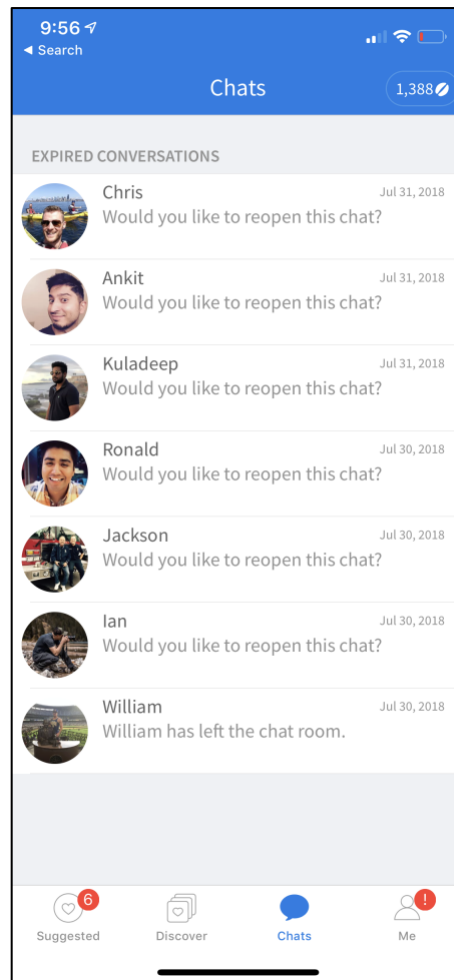 9:56
◀ Search
Chats
1,388
EXPIRED CONVERSATIONS
Chris
Jul 31, 2018
Would you like to reopen this chat?
Ankit
Jul 31, 2018
Would you like to reopen this chat?
Kuladeep
Jul 31, 2018
Would you like to reopen this chat?
Ronald
Jul 30, 2018
Would you like to reopen this chat?
Jackson
Jul 30, 2018
Would you like to reopen this chat?
Ian
Jul 30, 2018
Would you like to reopen this chat?
William
Jul 30, 2018
William has left the chat room.
6
!
Suggested
Discover
Chats
Me